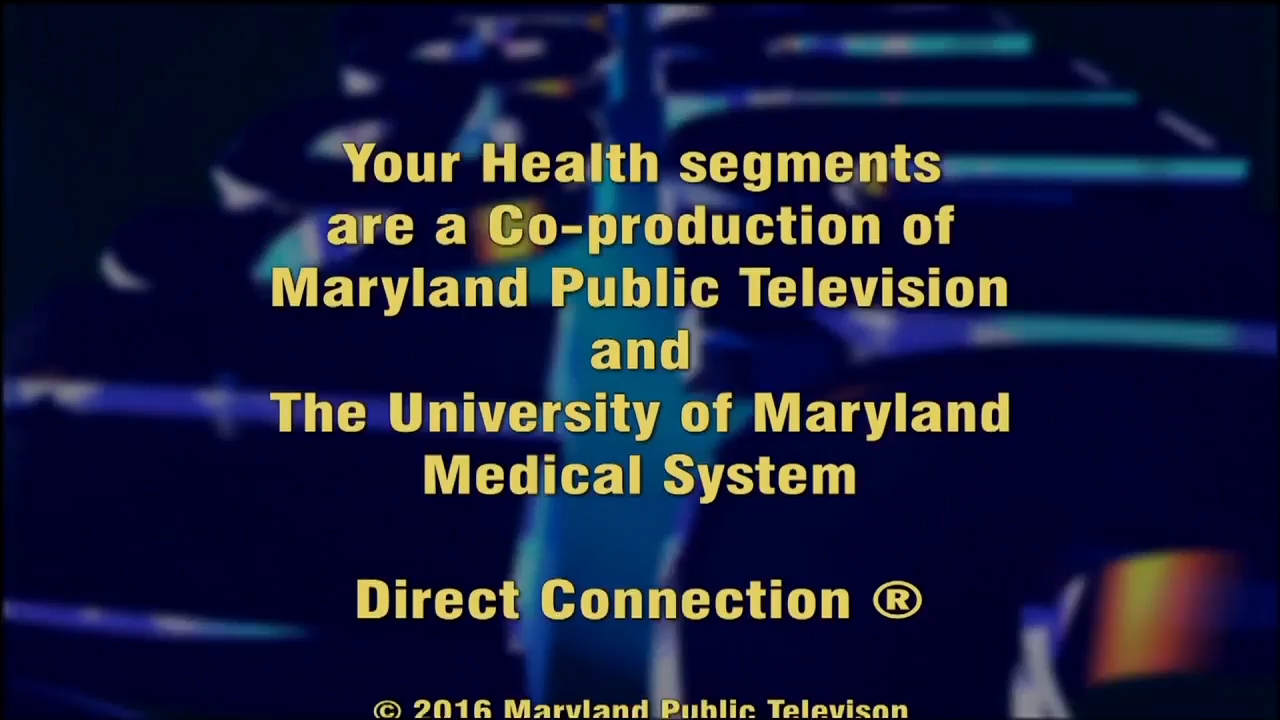 Your Health segments
are a Co-production of
Maryland Public Television
and
The University of Maryland
Medical System
Direct Connection ®
© 2016 Maryland Public Televison